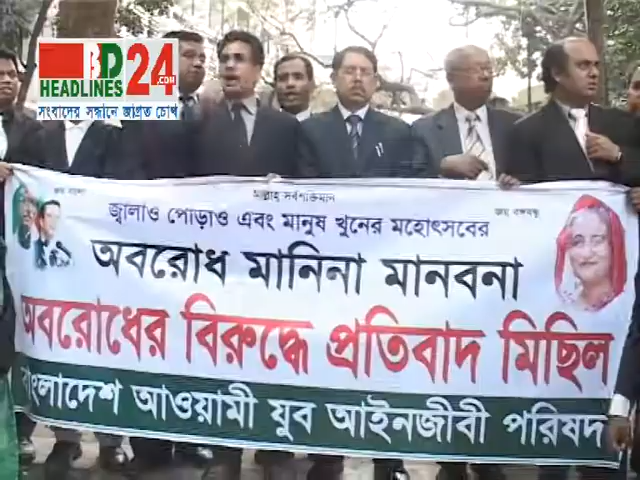 BD
HEADLINES 24 .COM
সংবাদের সন্ধানে জাগ্রত চোখ
আল্লাহ সর্বশক্তিমান
জয় বাংলা
জয় বঙ্গবন্ধু
জ্বালাও পোড়াও এবং মানুষ খুনের মহোৎসবের
অবরোধ মানিনা মানবনা
অবরোধের বিরুদ্ধে প্রতিবাদ মিছিল
বাংলাদেশ আওয়ামী যুব আইনজীবী পরিষদ